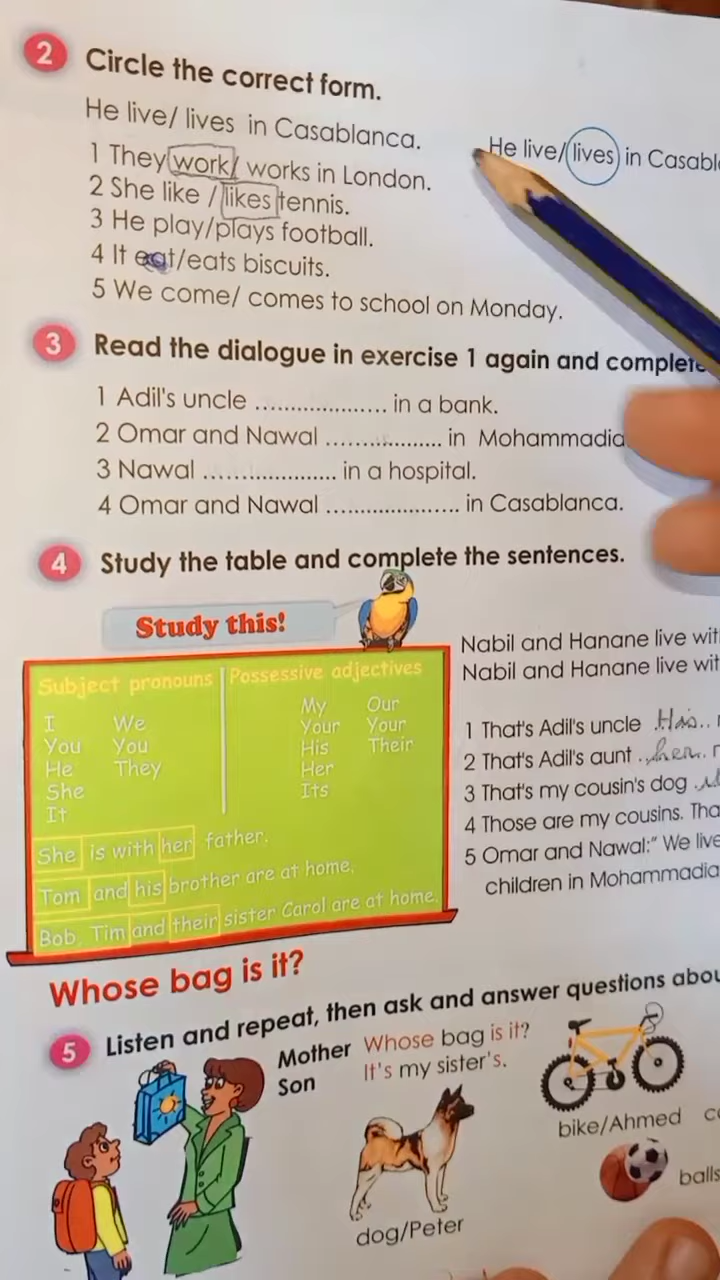 2 Circle the correct form.
He live/ lives in Casablanca.
He live/ lives in Casabl
1 They work/ works in London.
2 She like / likes tennis.
3 He play/plays football.
4 It eat/eats biscuits.
5 We come/ comes to school on Monday.
3 Read the dialogue in exercise 1 again and complete
1 Adil's uncle .................... in a bank.
2 Omar and Nawal ................. in Mohammadia
3 Nawal .................... in a hospital.
4 Omar and Nawal .................... in Casablanca.
4 Study the table and complete the sentences.
Study this!
Subject pronouns Possessive adjectives
I We My Our
You You Your Your
He They His Their
She Her
It Its
She is with her father.
Tom and his brother are at home.
Bob, Tim and their sister Carol are at home.
Nabil and Hanane live wit
Nabil and Hanane live wit
1 That's Adil's uncle .His..
2 That's Adil's aunt ..her..
3 That's my cousin's dog
4 Those are my cousins. Tha
5 Omar and Nawal:" We live
children in Mohammadia
Whose bag is it?
5 Listen and repeat, then ask and answer questions abou
Mother Whose bag is it?
Son It's my sister's.
bike/Ahmed
balls
dog/Peter